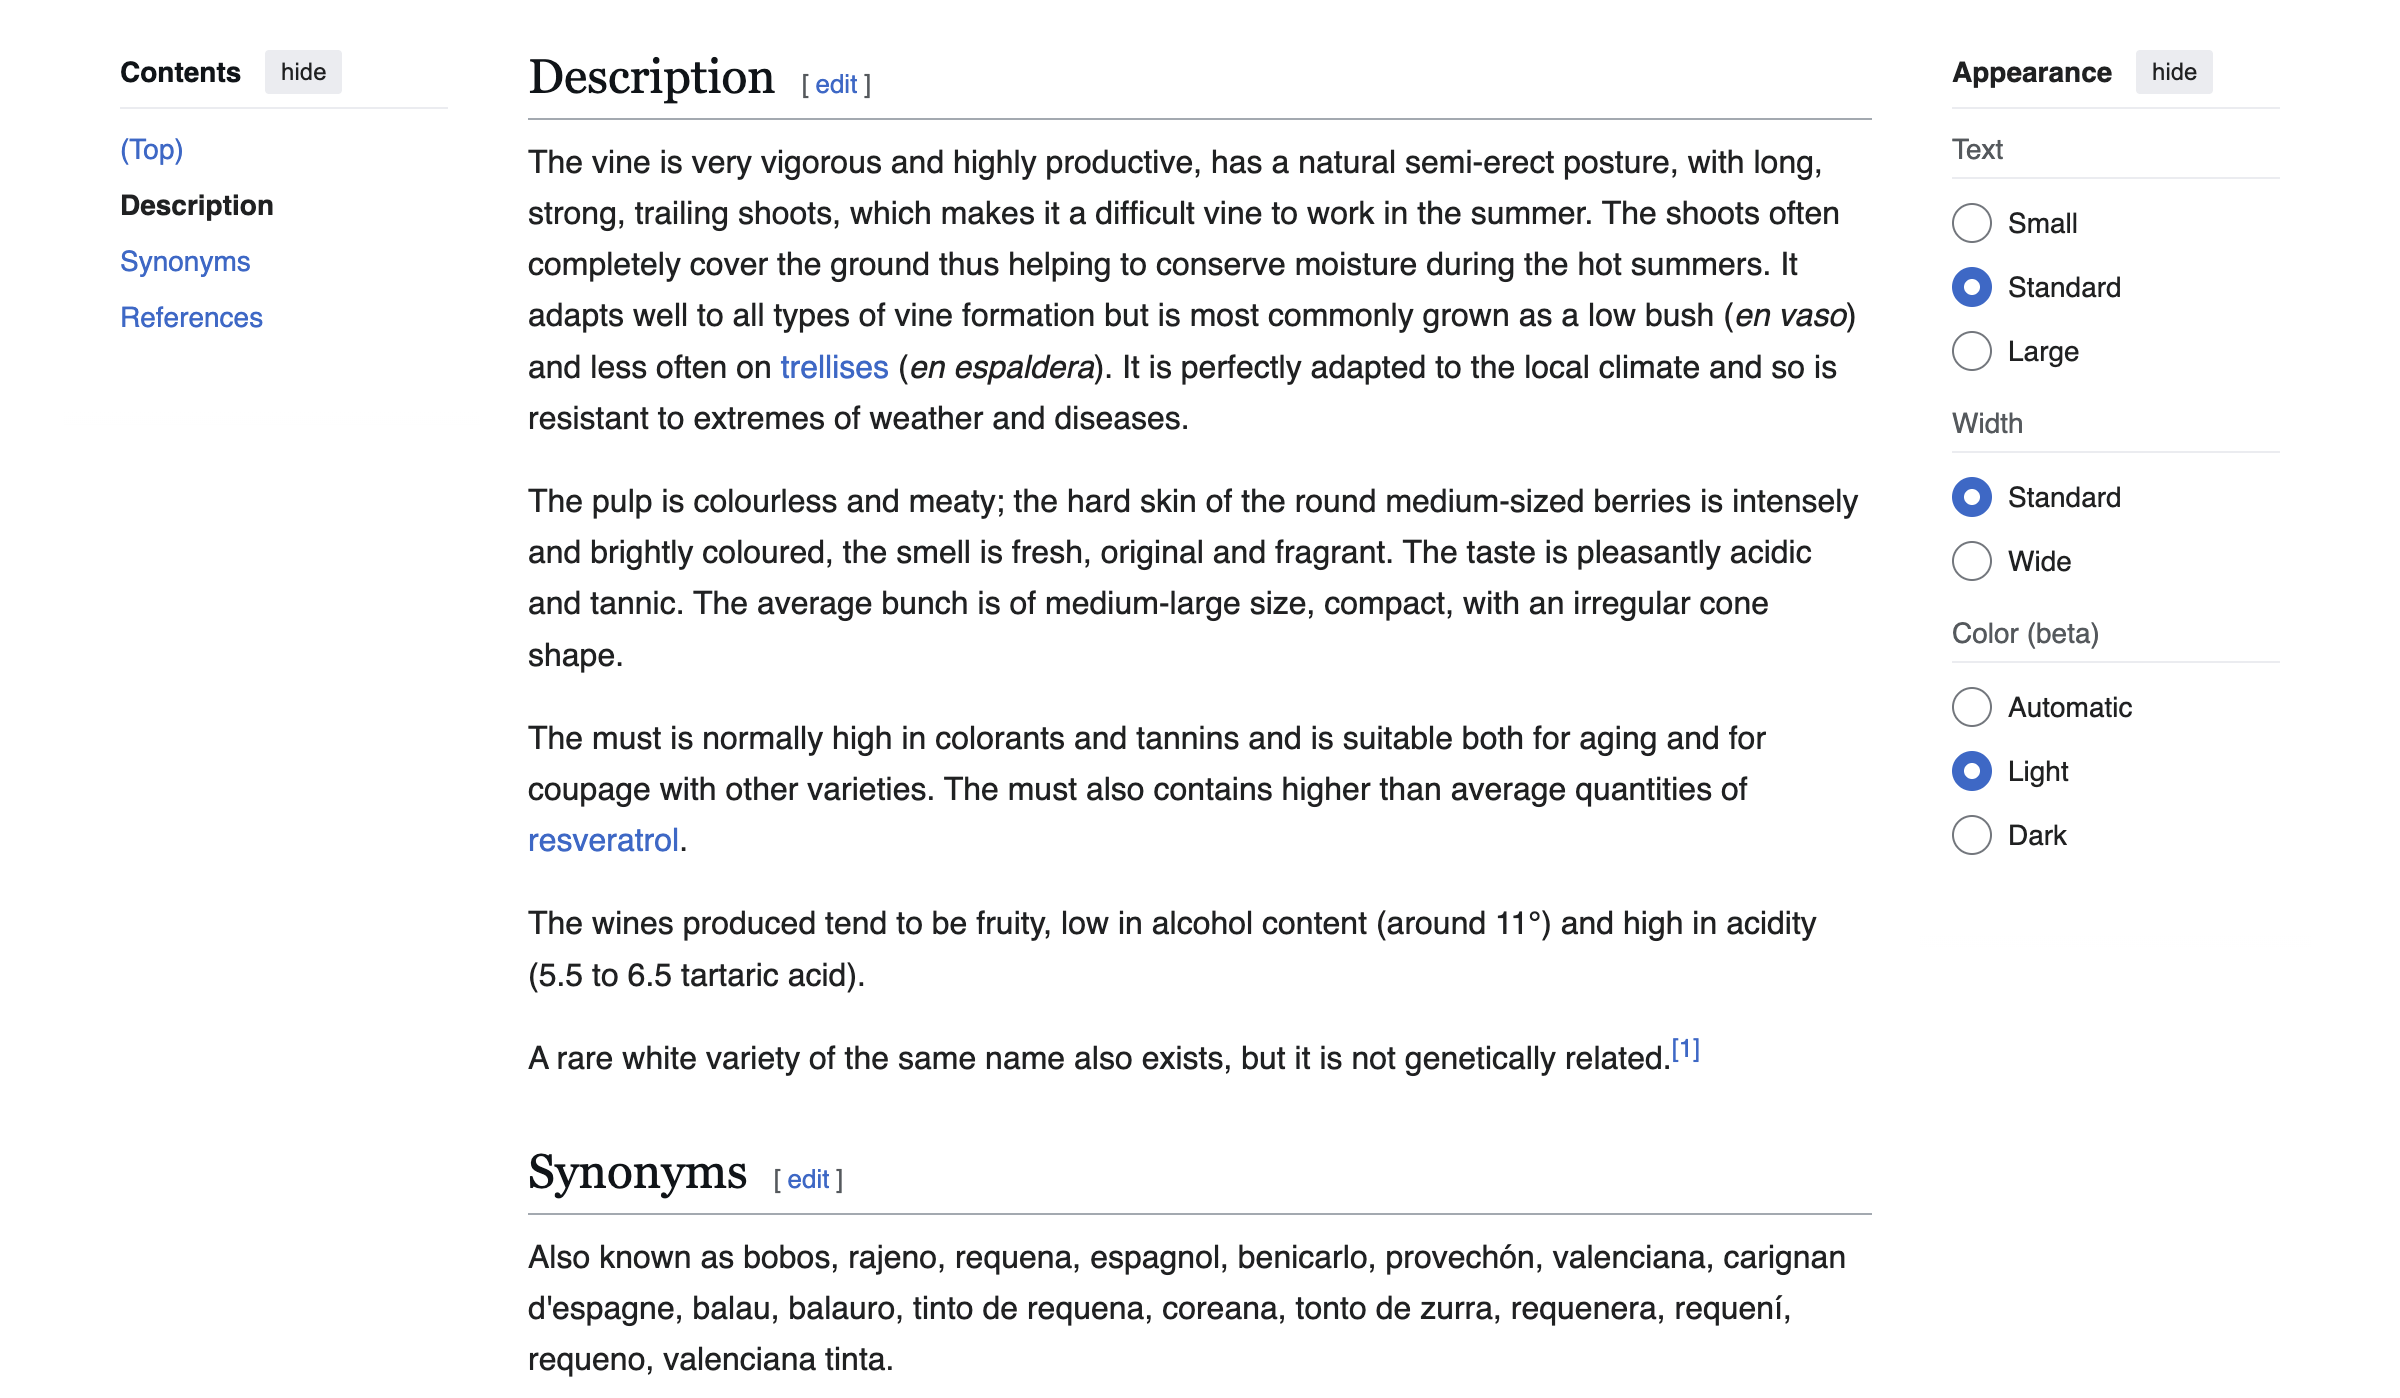 Contents hide
(Top)
Description
Synonyms
References
Description [ edit ]
The vine is very vigorous and highly productive, has a natural semi-erect posture, with long,
strong, trailing shoots, which makes it a difficult vine to work in the summer. The shoots often
completely cover the ground thus helping to conserve moisture during the hot summers. It
adapts well to all types of vine formation but is most commonly grown as a low bush (en vaso)
and less often on trellises (en espaldera). It is perfectly adapted to the local climate and so is
resistant to extremes of weather and diseases.
The pulp is colourless and meaty; the hard skin of the round medium-sized berries is intensely
and brightly coloured, the smell is fresh, original and fragrant. The taste is pleasantly acidic
and tannic. The average bunch is of medium-large size, compact, with an irregular cone
shape.
The must is normally high in colorants and tannins and is suitable both for aging and for
coupage with other varieties. The must also contains higher than average quantities of
resveratrol.
The wines produced tend to be fruity, low in alcohol content (around 11°) and high in acidity
(5.5 to 6.5 tartaric acid).
A rare white variety of the same name also exists, but it is not genetically related.[1]
Synonyms [ edit ]
Also known as bobos, rajeno, requena, espagnol, benicarlo, provechón, valenciana, carignan
d'espagne, balau, balauro, tinto de requena, coreana, tonto de zurra, requenera, requení,
requeno, valenciana tinta.
Appearance hide
Text
Small
Standard
Large
Width
Standard
Wide
Color (beta)
Automatic
Light
Dark